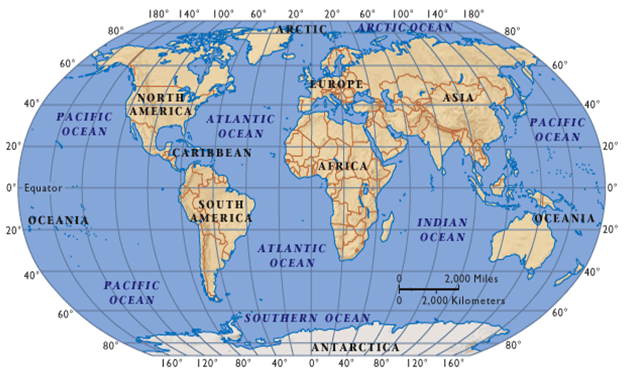 180° 140° 100° 60° 20° 20° 60° 100° 140° 180°
80° ARCTIC ARCTIC OCEAN 80°
60° 60°
EUROPE
NORTH ASIA
40° AMERICA 40°
PACIFIC ATLANTIC PACIFIC
OCEAN OCEAN OCEAN
20° CARIBBEAN 20°
AFRICA
0° Equator 0°
SOUTH
OCEANIA AMERICA INDIAN OCEANIA
20° OCEAN 20°
ATLANTIC
OCEAN
40° 40°
PACIFIC 0 2,000 Miles
OCEAN 0 2,000 Kilometers
60° SOUTHERN OCEAN 60°
80° ANTARCTICA 80°
160° 120° 80° 40° 0° 40° 80° 120° 160°